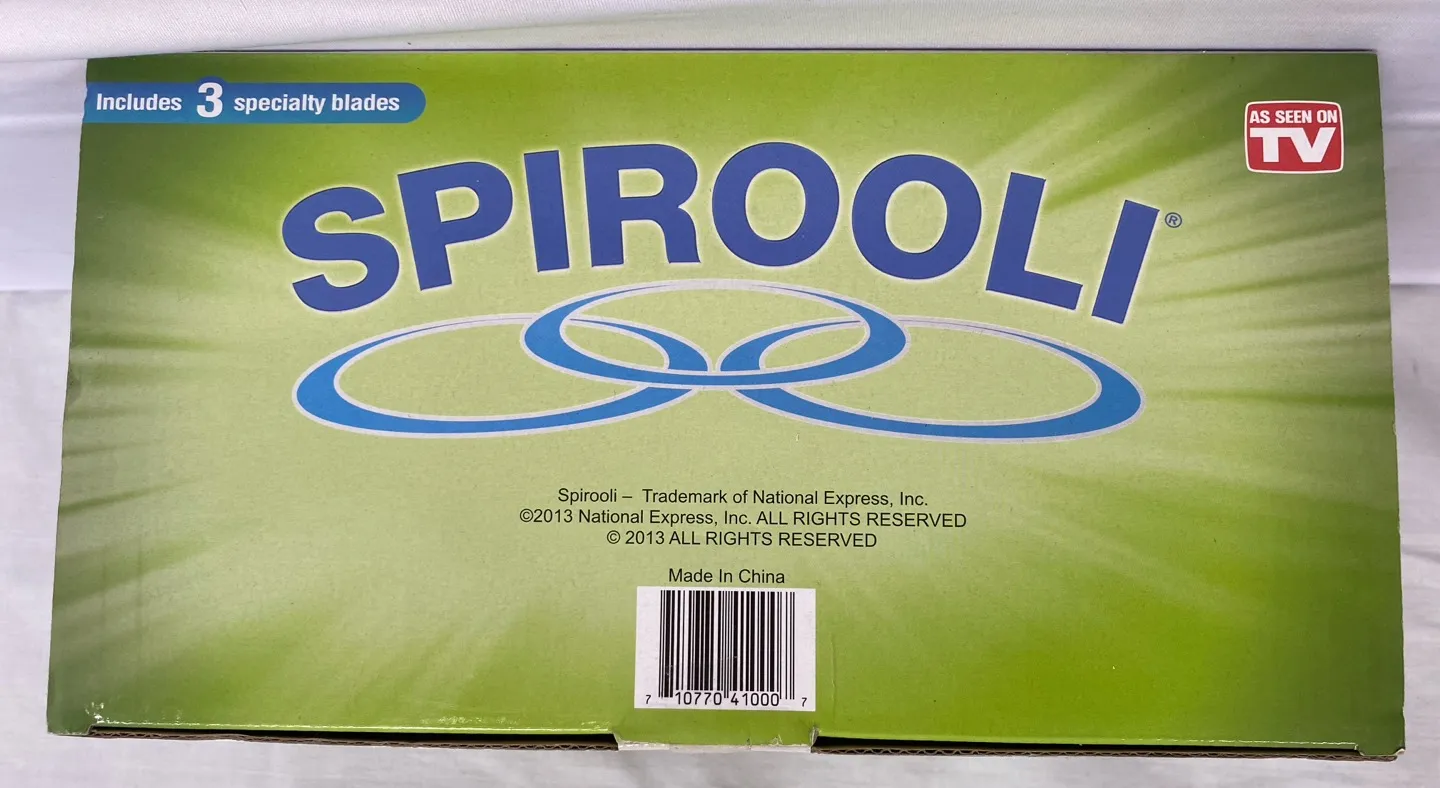 Includes 3 specialty blades
AS SEEN ON
TV
SPIROOLI®
Spirooli – Trademark of National Express, Inc.
©2013 National Express, Inc. ALL RIGHTS RESERVED
© 2013 ALL RIGHTS RESERVED
Made In China
7 10770 41000 7